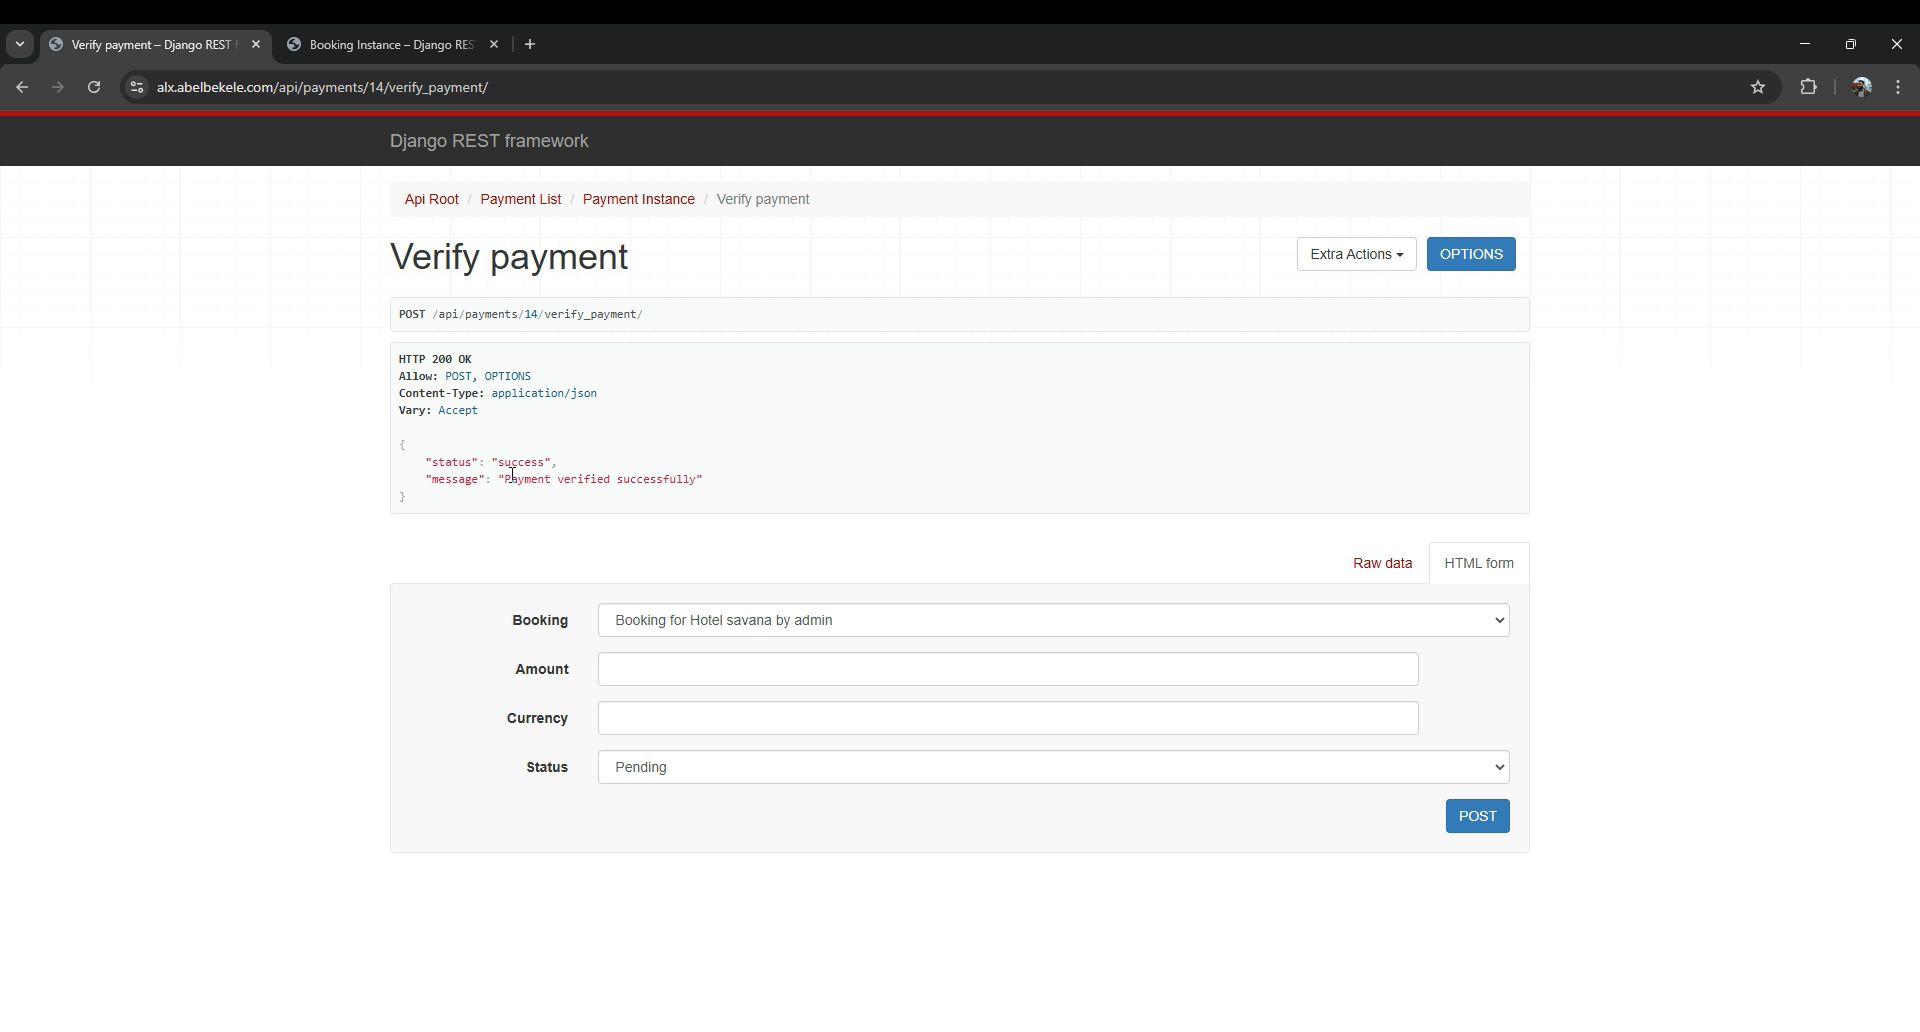 Verify payment – Django REST f
Booking Instance – Django RES
alx.abelbekele.com/api/payments/14/verify_payment/
Django REST framework
Api Root / Payment List / Payment Instance / Verify payment
Verify payment
Extra Actions
OPTIONS
POST /api/payments/14/verify_payment/
HTTP 200 OK
Allow: POST, OPTIONS
Content-Type: application/json
Vary: Accept
{
"status": "success",
"message": "Payment verified successfully"
}
Raw data
HTML form
Booking
Booking for Hotel savana by admin
Amount
Currency
Status
Pending
POST